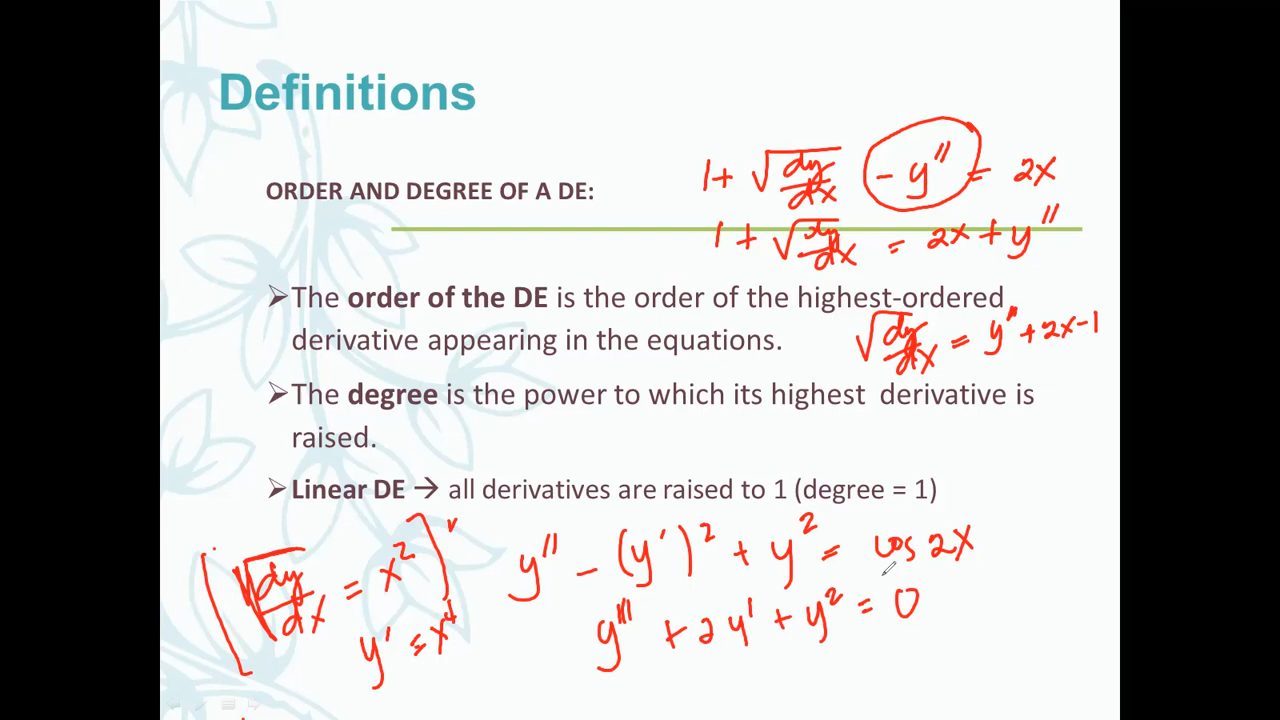 Definitions
1 + √(dy/dx) - y'' = 2x
ORDER AND DEGREE OF A DE:
1 + √(dy/dx) = 2x + y''
➢The order of the DE is the order of the highest-ordered
derivative appearing in the equations.
√(dy/dx) = y'' + 2x - 1
➢The degree is the power to which its highest derivative is
raised.
➢Linear DE → all derivatives are raised to 1 (degree = 1)
[√(dy/dx) = x²]
y' = x⁴
y'' - (y')² + y² = cos 2x
y''' + 2y' + y² = 0